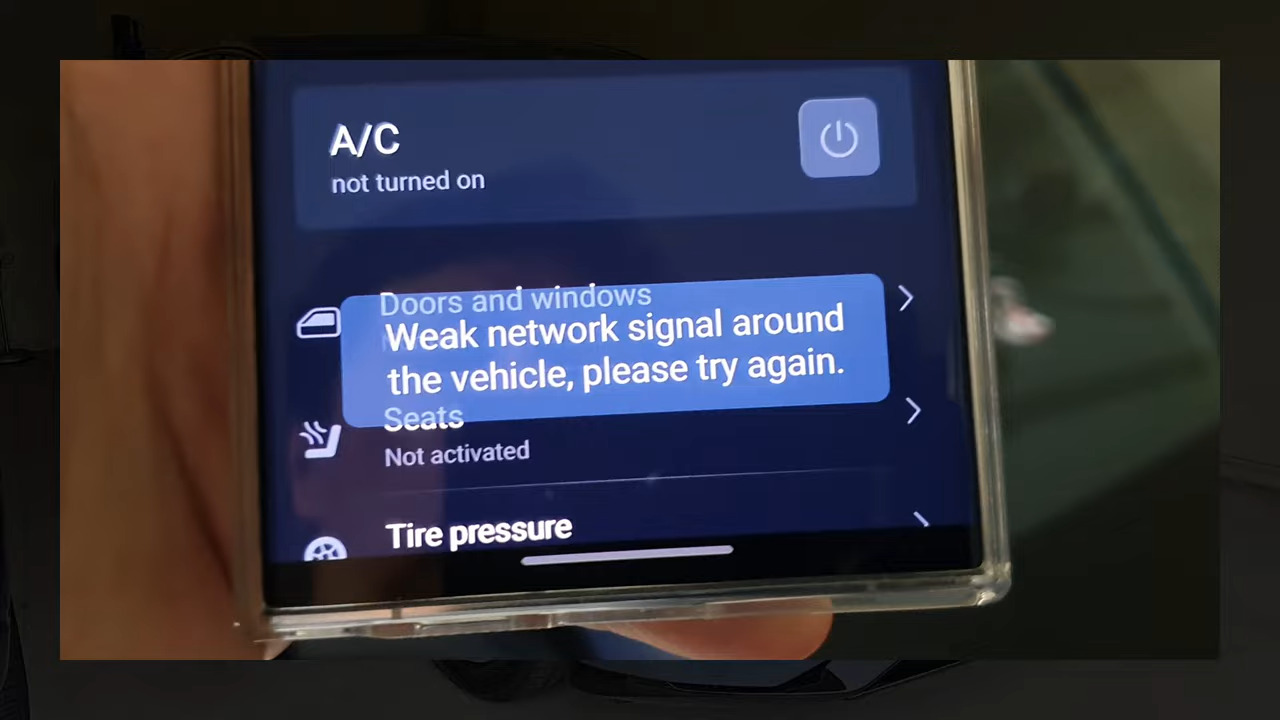 A/C
not turned on
Doors and windows
Weak network signal around
the vehicle, please try again.
Seats
Not activated
Tire pressure